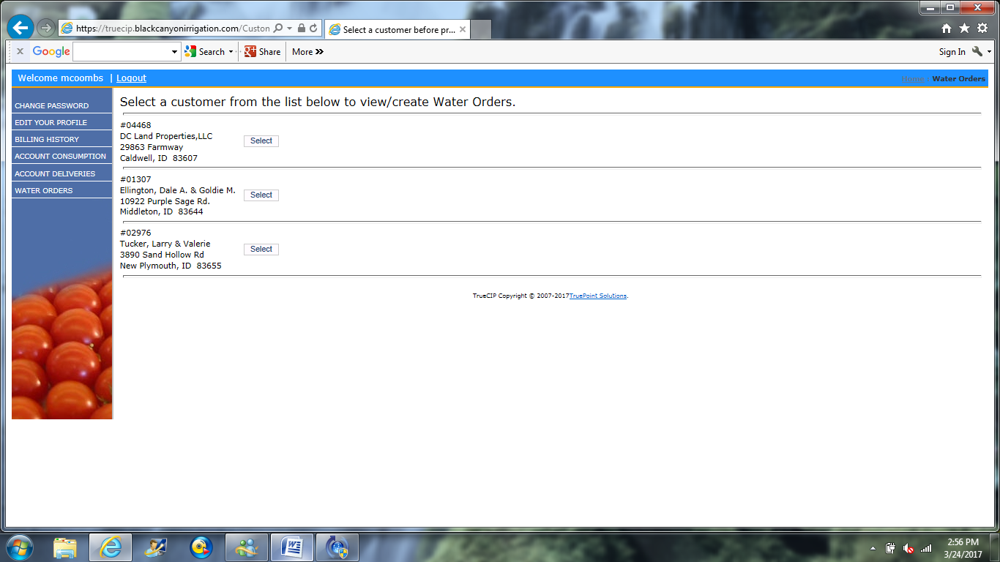 https://truecip.blackcanyonirrigation.com/Custon
Select a customer before pr...
x Google Search Share More » Sign In
Welcome mcoombs | Logout
Home : Water Orders
CHANGE PASSWORD
EDIT YOUR PROFILE
BILLING HISTORY
ACCOUNT CONSUMPTION
ACCOUNT DELIVERIES
WATER ORDERS
Select a customer from the list below to view/create Water Orders.
#04468
DC Land Properties,LLC
29863 Farmway
Caldwell, ID 83607
Select
#01307
Ellington, Dale A. & Goldie M.
10922 Purple Sage Rd.
Middleton, ID 83644
Select
#02976
Tucker, Larry & Valerie
3890 Sand Hollow Rd
New Plymouth, ID 83655
Select
TrueCIP Copyright © 2007-2017TruePoint Solutions.
2:56 PM
3/24/2017